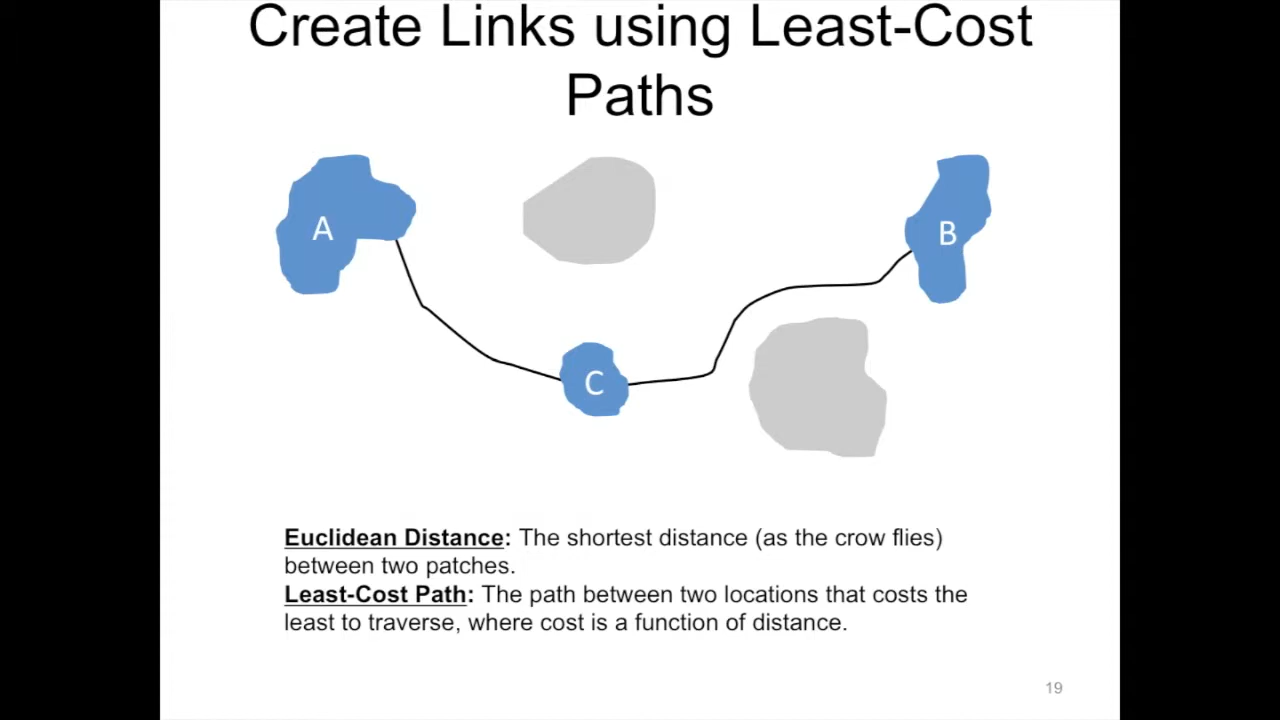 Create Links using Least-Cost
Paths
A
B
C
Euclidean Distance: The shortest distance (as the crow flies)
between two patches.
Least-Cost Path: The path between two locations that costs the
least to traverse, where cost is a function of distance.
19